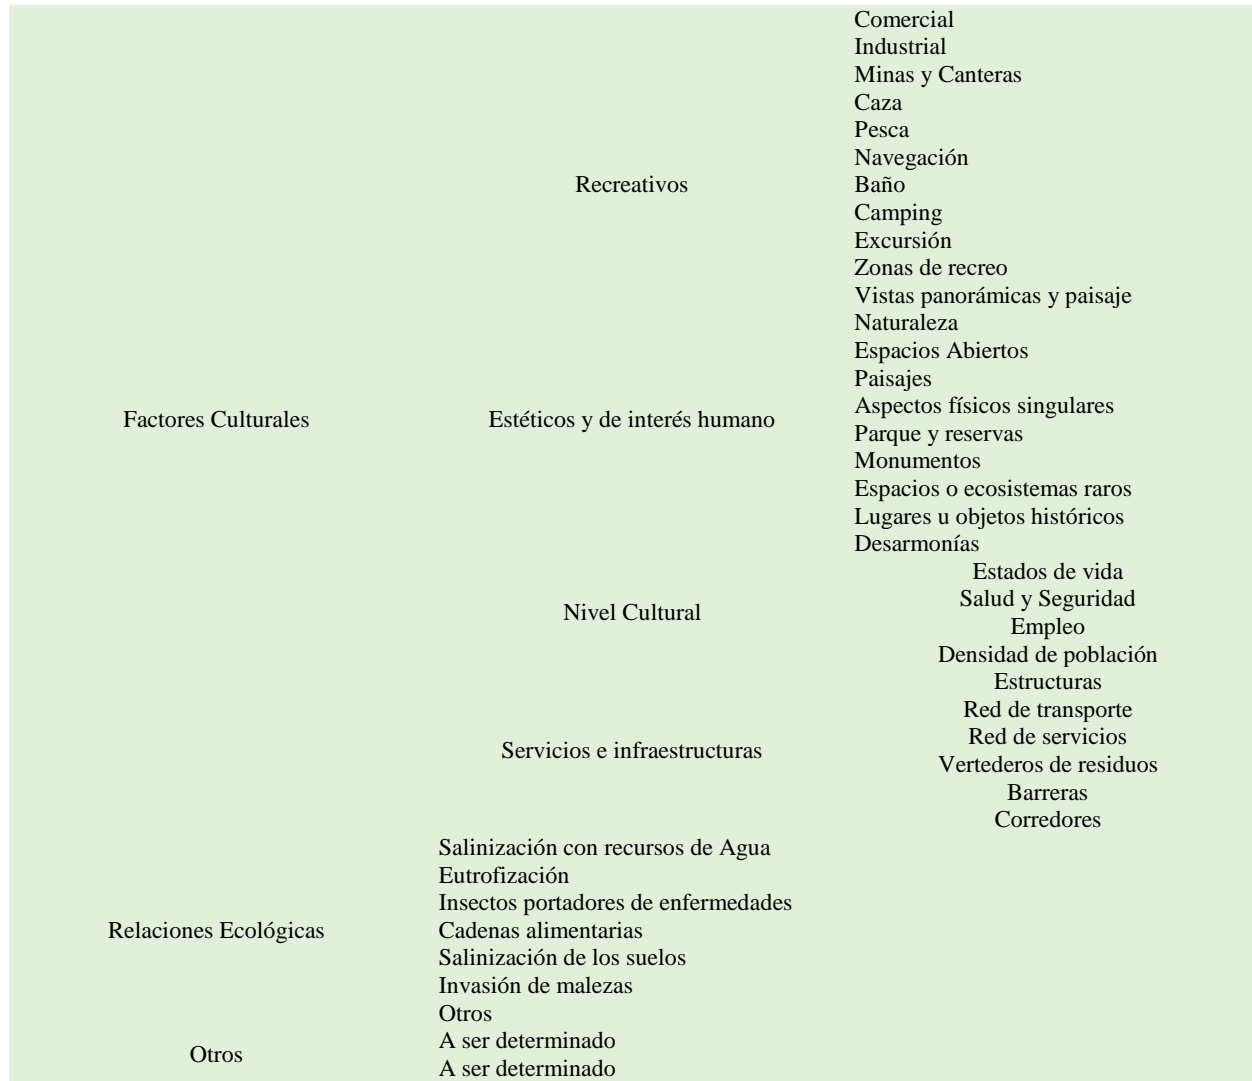 Comercial
Industrial
Minas y Canteras
Caza
Pesca
Navegación
Recreativos
Baño
Camping
Excursión
Zonas de recreo
Vistas panorámicas y paisaje
Naturaleza
Espacios Abiertos
Paisajes
Factores Culturales
Estéticos y de interés humano
Aspectos físicos singulares
Parque y reservas
Monumentos
Espacios o ecosistemas raros
Lugares u objetos históricos
Desarmonías
Nivel Cultural
Estados de vida
Salud y Seguridad
Empleo
Densidad de población
Servicios e infraestructuras
Estructuras
Red de transporte
Red de servicios
Vertederos de residuos
Barreras
Corredores
Relaciones Ecológicas
Salinización con recursos de Agua
Eutrofización
Insectos portadores de enfermedades
Cadenas alimentarias
Salinización de los suelos
Invasión de malezas
Otros
Otros
A ser determinado
A ser determinado